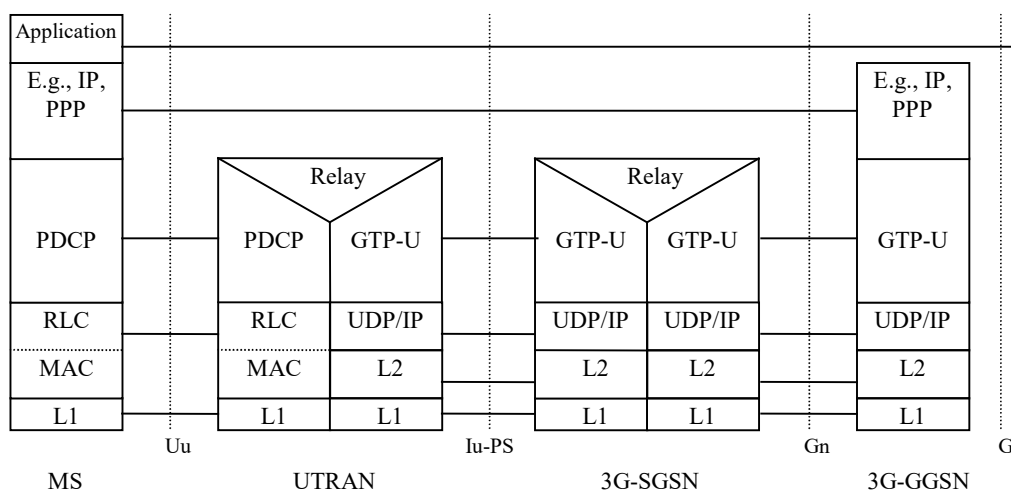 Application
E.g., IP,
PPP
E.g., IP,
PPP
Relay
Relay
PDCP
PDCP
GTP-U
GTP-U
GTP-U
GTP-U
RLC
RLC
UDP/IP
UDP/IP
UDP/IP
UDP/IP
MAC
MAC
L2
L2
L2
L2
L1
L1
L1
L1
L1
L1
Uu
Iu-PS
Gn
G
MS
UTRAN
3G-SGSN
3G-GGSN